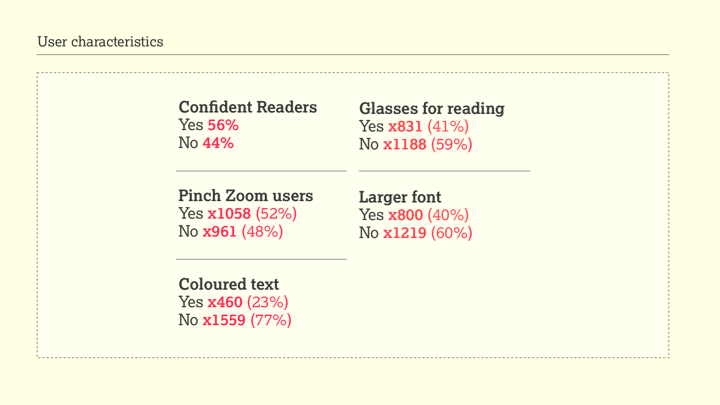 User characteristics
Confident Readers
Yes 56%
No 44%
Glasses for reading
Yes x831 (41%)
No x1188 (59%)
Pinch Zoom users
Yes x1058 (52%)
No x961 (48%)
Larger font
Yes x800 (40%)
No x1219 (60%)
Coloured text
Yes x460 (23%)
No x1559 (77%)